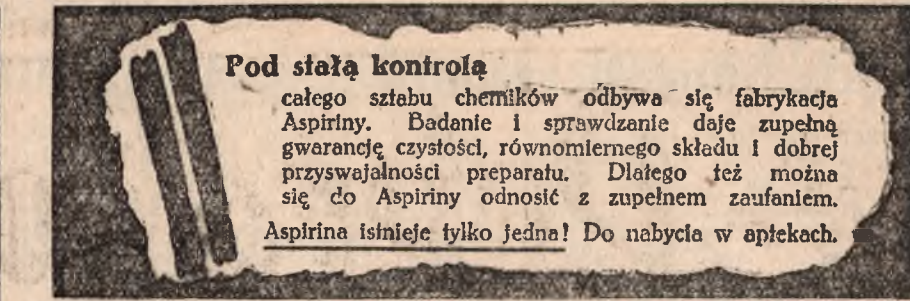 Pod stałą kontrolą
całego sztabu chemików odbywa się fabrykacja
Aspiriny. Badanie i sprawdzanie daje zupełną
gwarancję czystości, równomiernego składu i dobrej
przyswajalności preparatu. Dlatego też można
się do Aspiriny odnosić z zupełnem zaufaniem.
Aspirina istnieje tylko jedna! Do nabycia w aptekach.